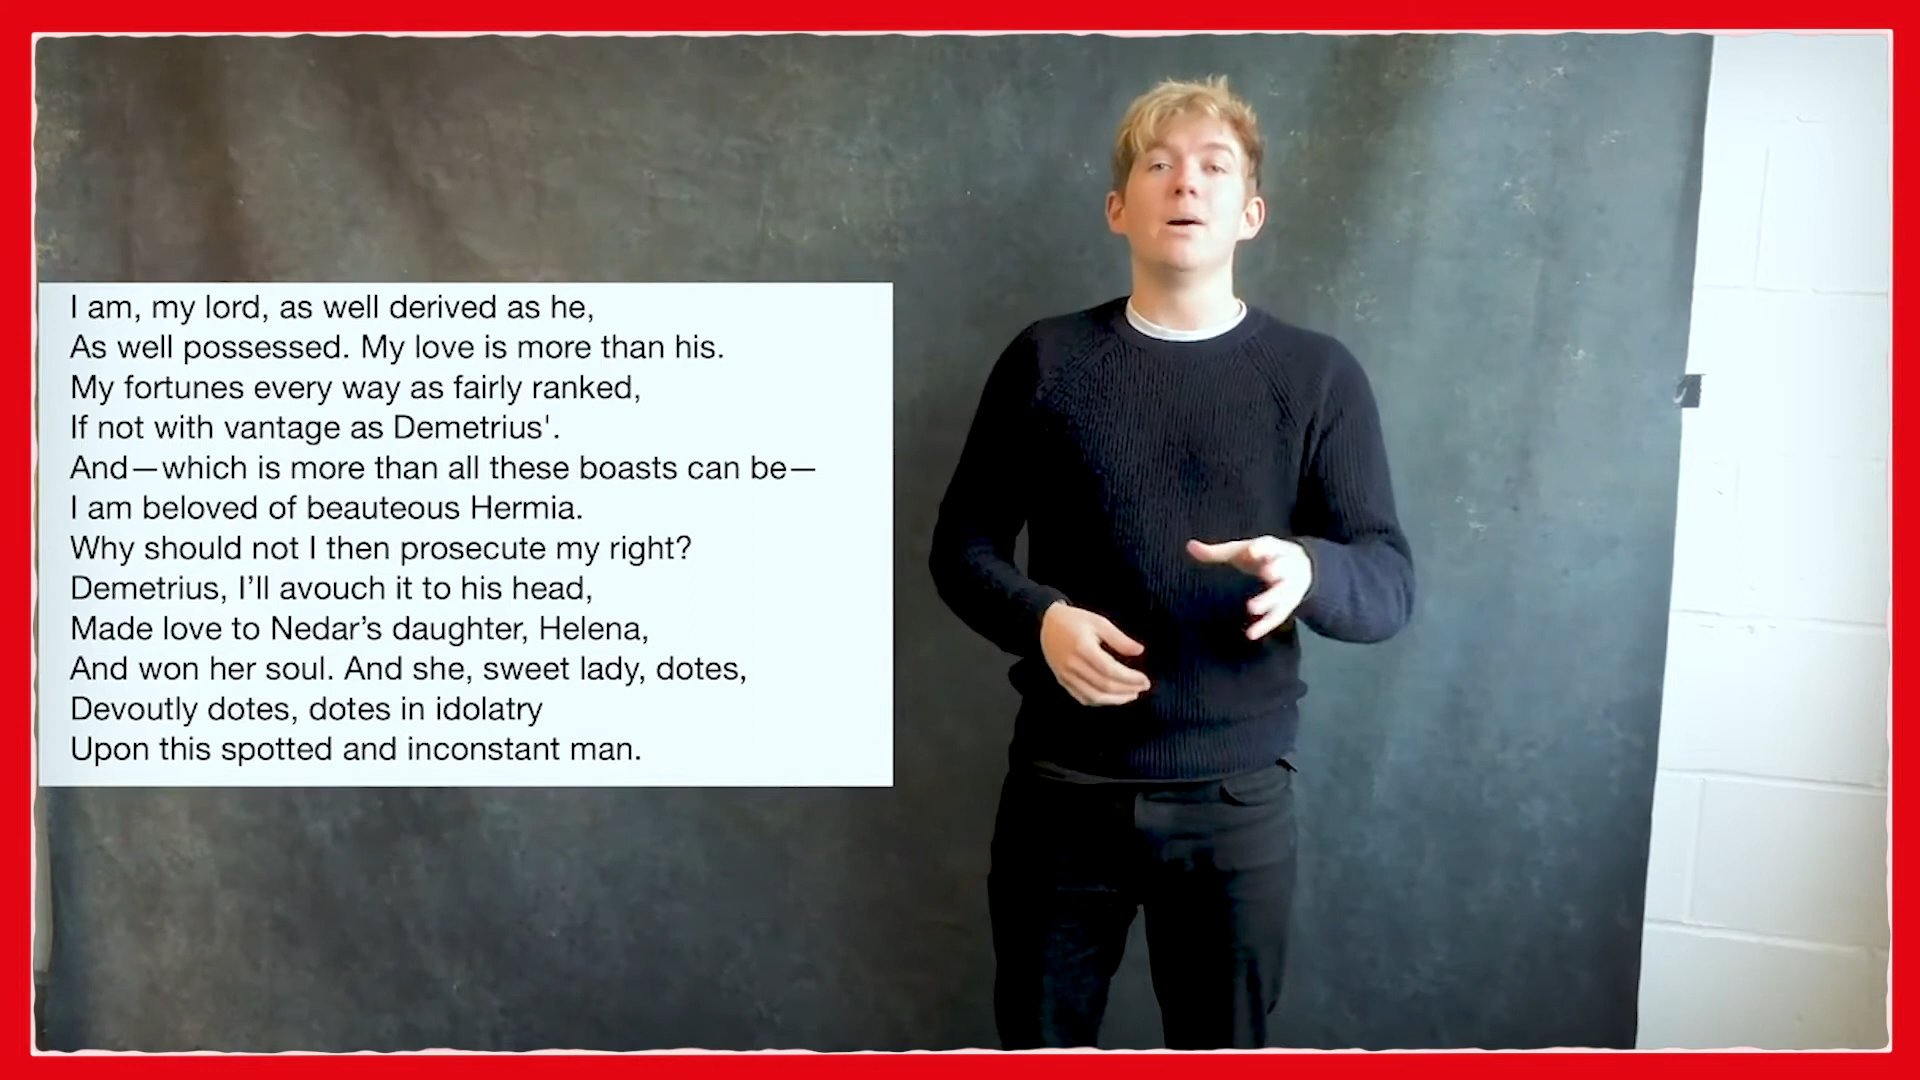 I am, my lord, as well derived as he,
As well possessed. My love is more than his.
My fortunes every way as fairly ranked,
If not with vantage as Demetrius'.
And—which is more than all these boasts can be—
I am beloved of beauteous Hermia.
Why should not I then prosecute my right?
Demetrius, I’ll avouch it to his head,
Made love to Nedar’s daughter, Helena,
And won her soul. And she, sweet lady, dotes,
Devoutly dotes, dotes in idolatry
Upon this spotted and inconstant man.